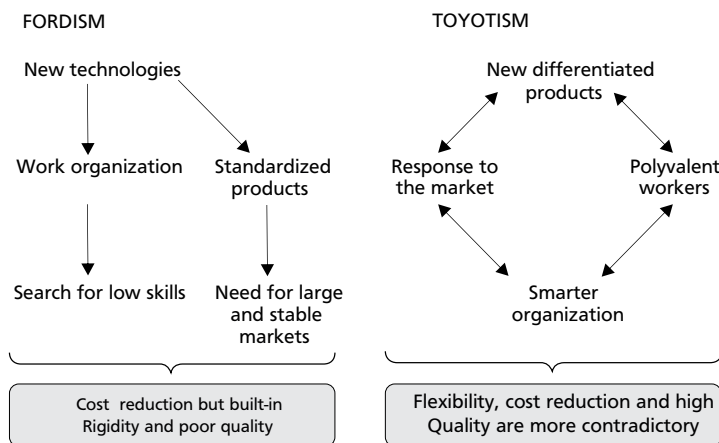 FORDISM
New technologies
Work organization
Standardized
products
Search for low skills
Need for large
and stable
markets
Cost reduction but built-in
Rigidity and poor quality
TOYOTISM
New differentiated
products
Response to
the market
Polyvalent
workers
Smarter
organization
Flexibility, cost reduction and high
Quality are more contradictory